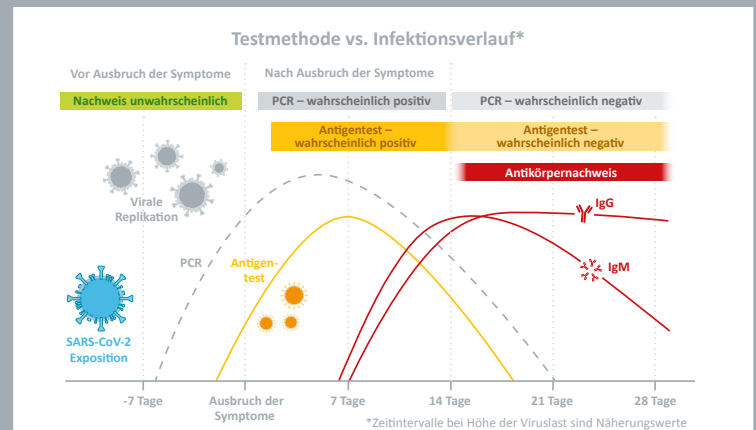 Testmethode vs. Infektionsverlauf*
Vor Ausbruch der Symptome
Nach Ausbruch der Symptome
Nachweis unwahrscheinlich
PCR – wahrscheinlich positiv
PCR – wahrscheinlich negativ
Antigentest –
wahrscheinlich positiv
Antigentest –
wahrscheinlich negativ
Antikörpernachweis
Virale
Replikation
IgG
IgM
PCR
Antigen-
test
SARS-CoV-2
Exposition
-7 Tage
Ausbruch der
Symptome
7 Tage
14 Tage
21 Tage
28 Tage
*Zeitintervalle bei Höhe der Viruslast sind Näherungswerte